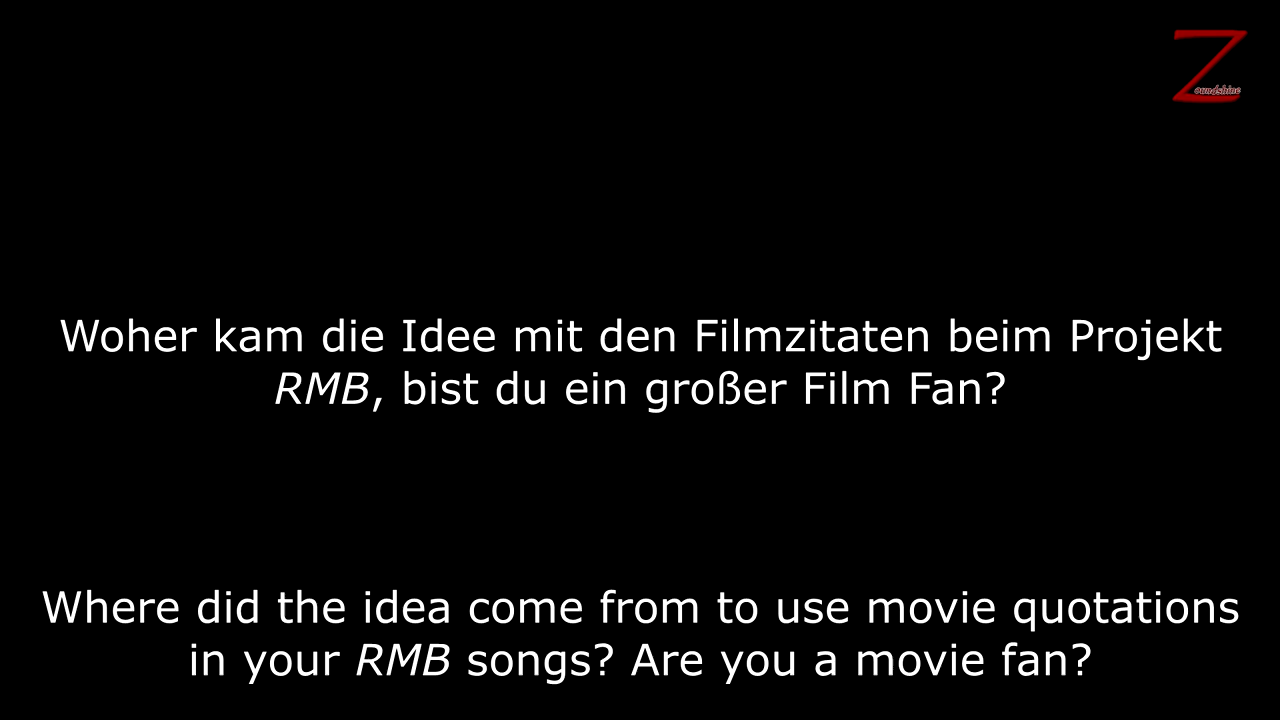 Zoundshine
Woher kam die Idee mit den Filmzitaten beim Projekt
RMB, bist du ein großer Film Fan?
Where did the idea come from to use movie quotations
in your RMB songs? Are you a movie fan?